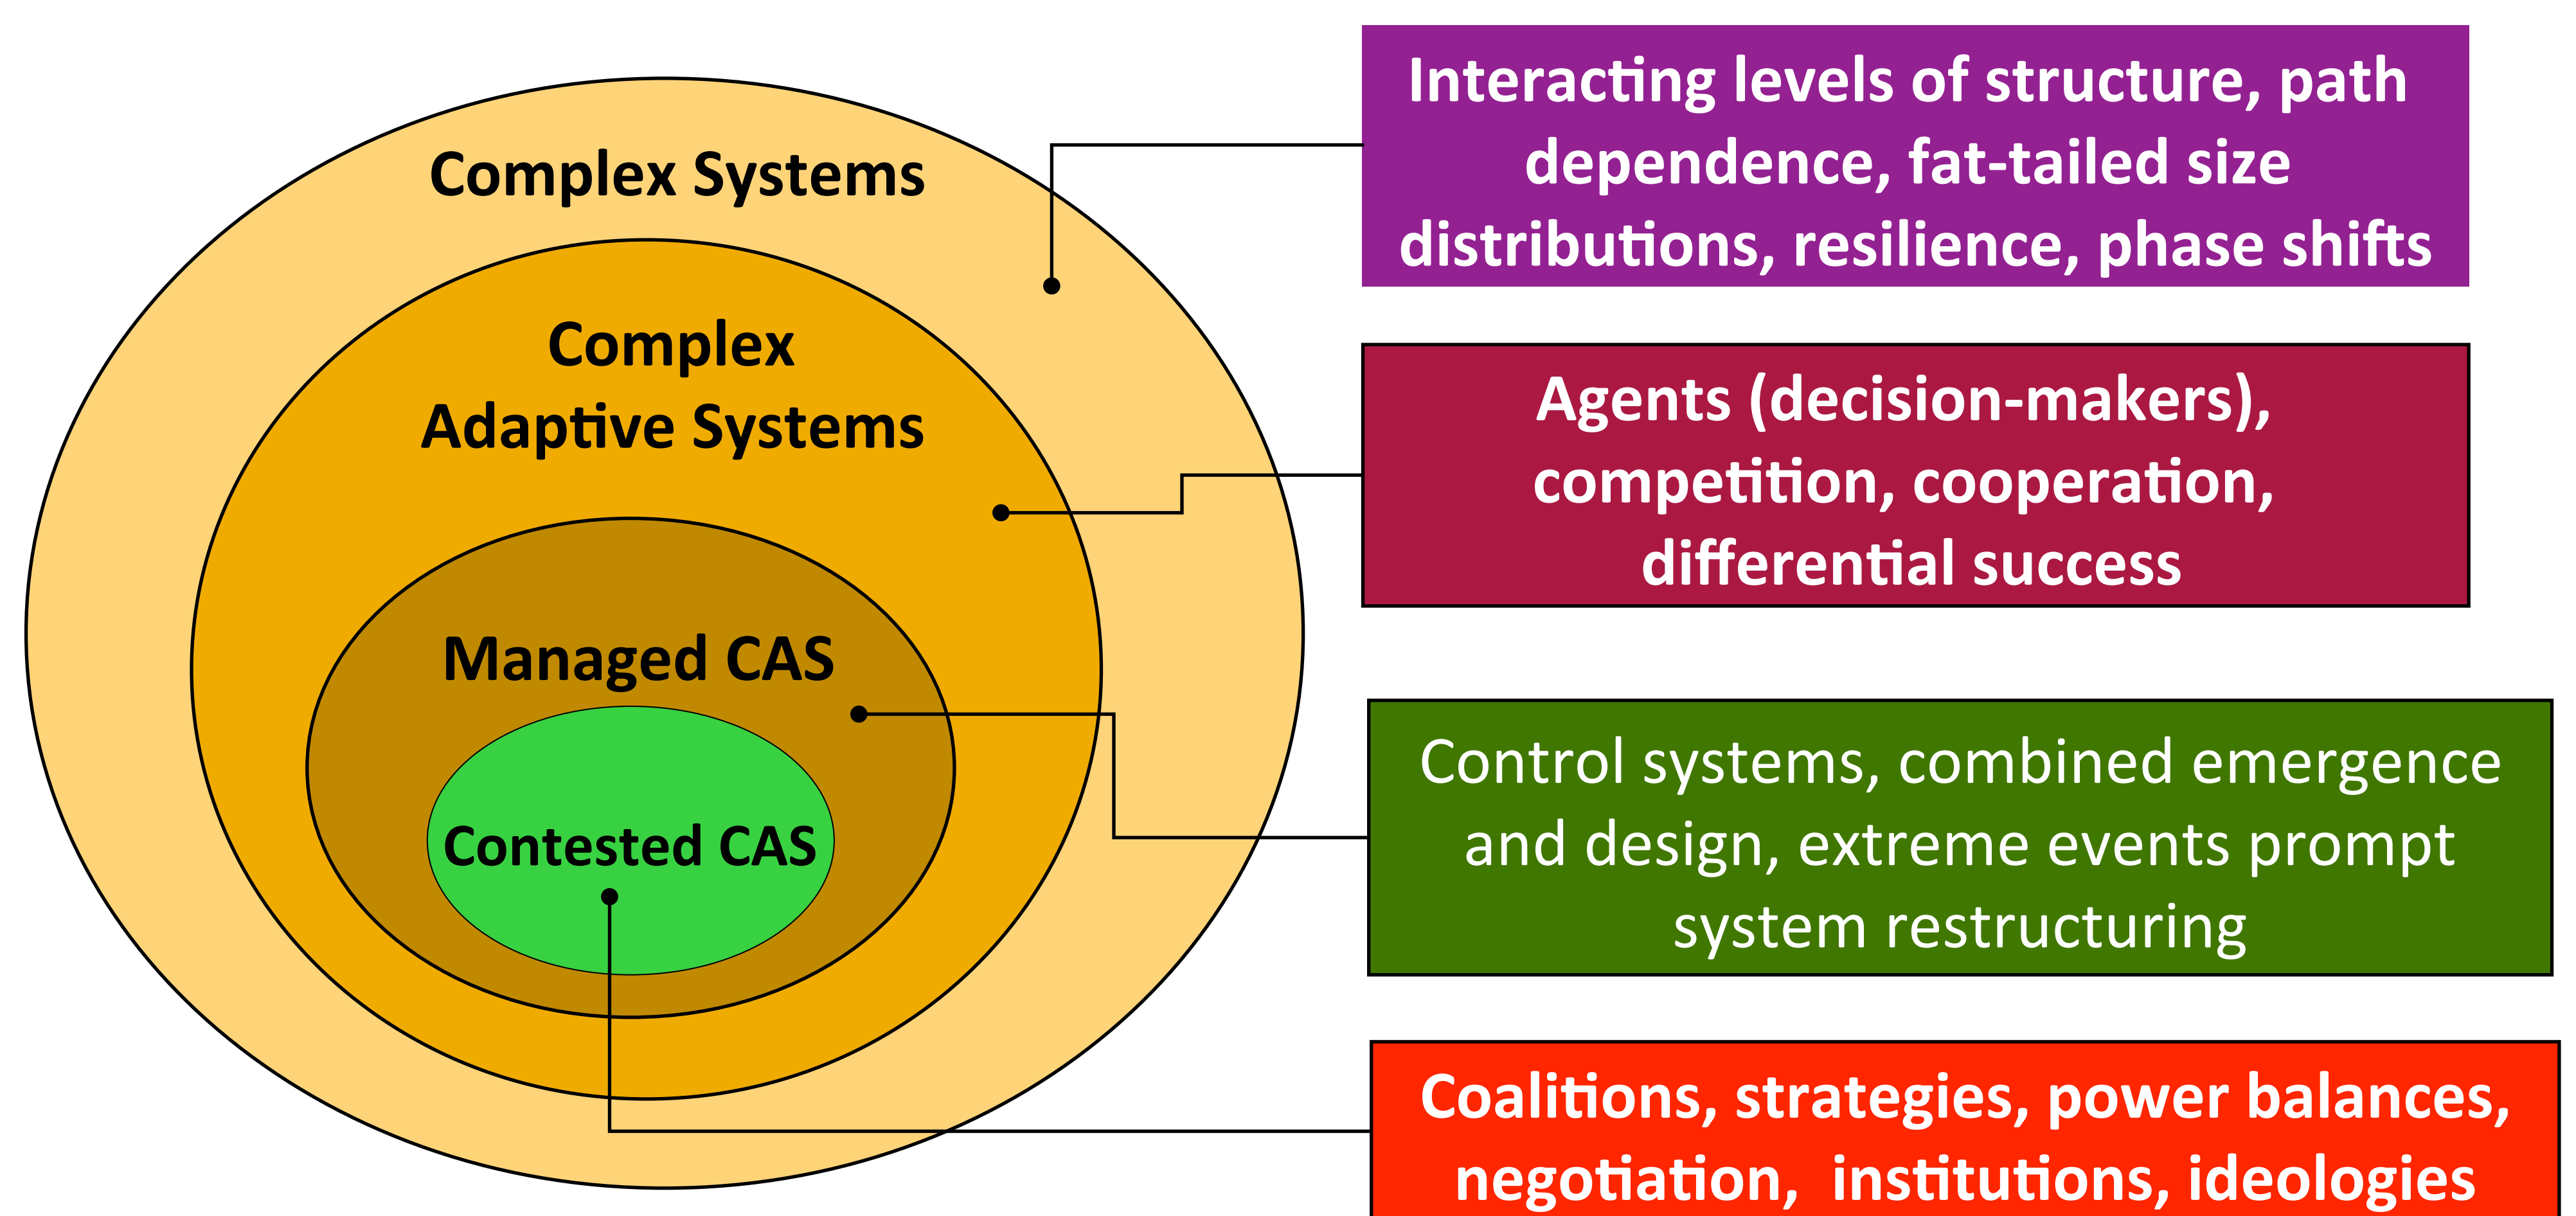 Complex Systems
Complex
Adaptive Systems
Managed CAS
Contested CAS
Interacting levels of structure, path
dependence, fat-tailed size
distributions, resilience, phase shifts
Agents (decision-makers),
competition, cooperation,
differential success
Control systems, combined emergence
and design, extreme events prompt
system restructuring
Coalitions, strategies, power balances,
negotiation,  institutions, ideologies